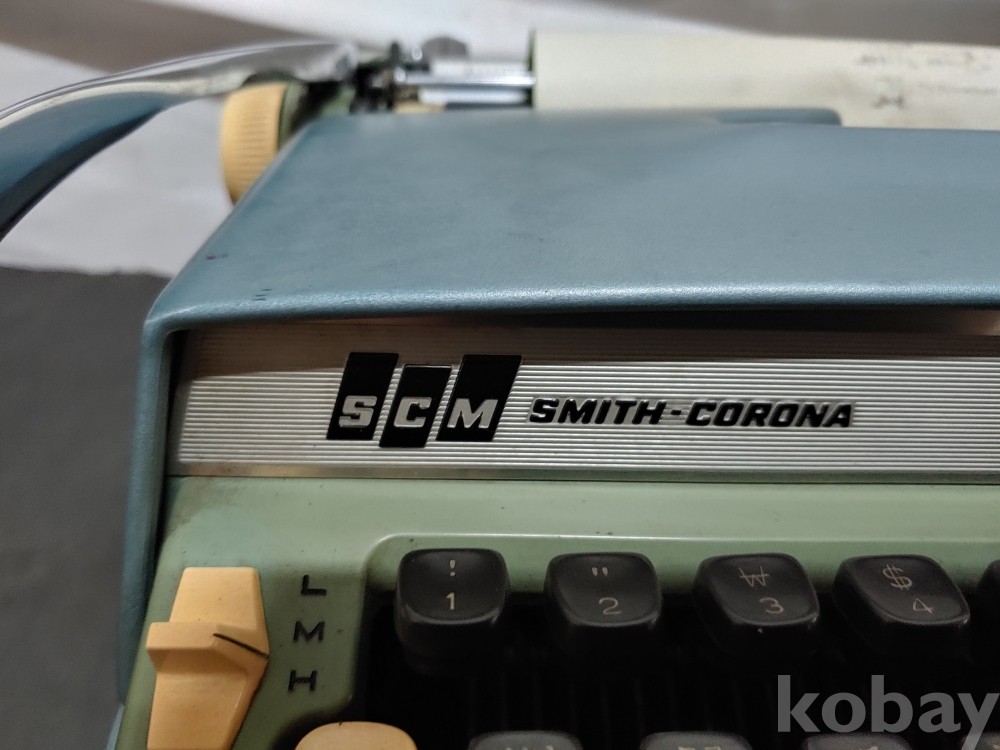 SCM SMITH-CORONA
L
M
H
! " ₩ $
1 2 3 4
kobay